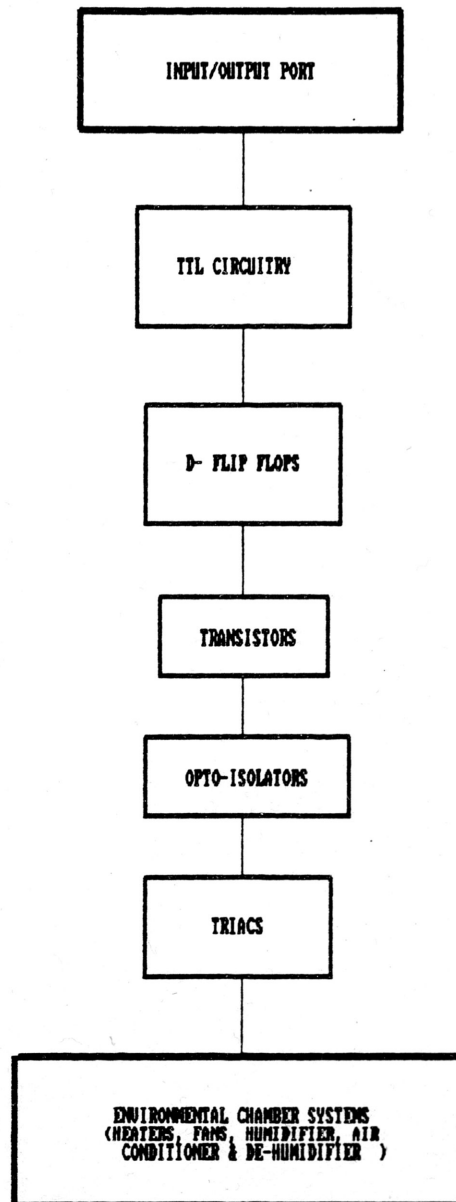 INPUT/OUTPUT PORT
TTL CIRCUITRY
D- FLIP FLOPS
TRANSISTORS
OPTO-ISOLATORS
TRIACS
ENVIRONMENTAL CHAMBER SYSTEMS
(HEATERS, FANS, HUMIDIFIER, AIR
CONDITIONER & DE-HUMIDIFIER )